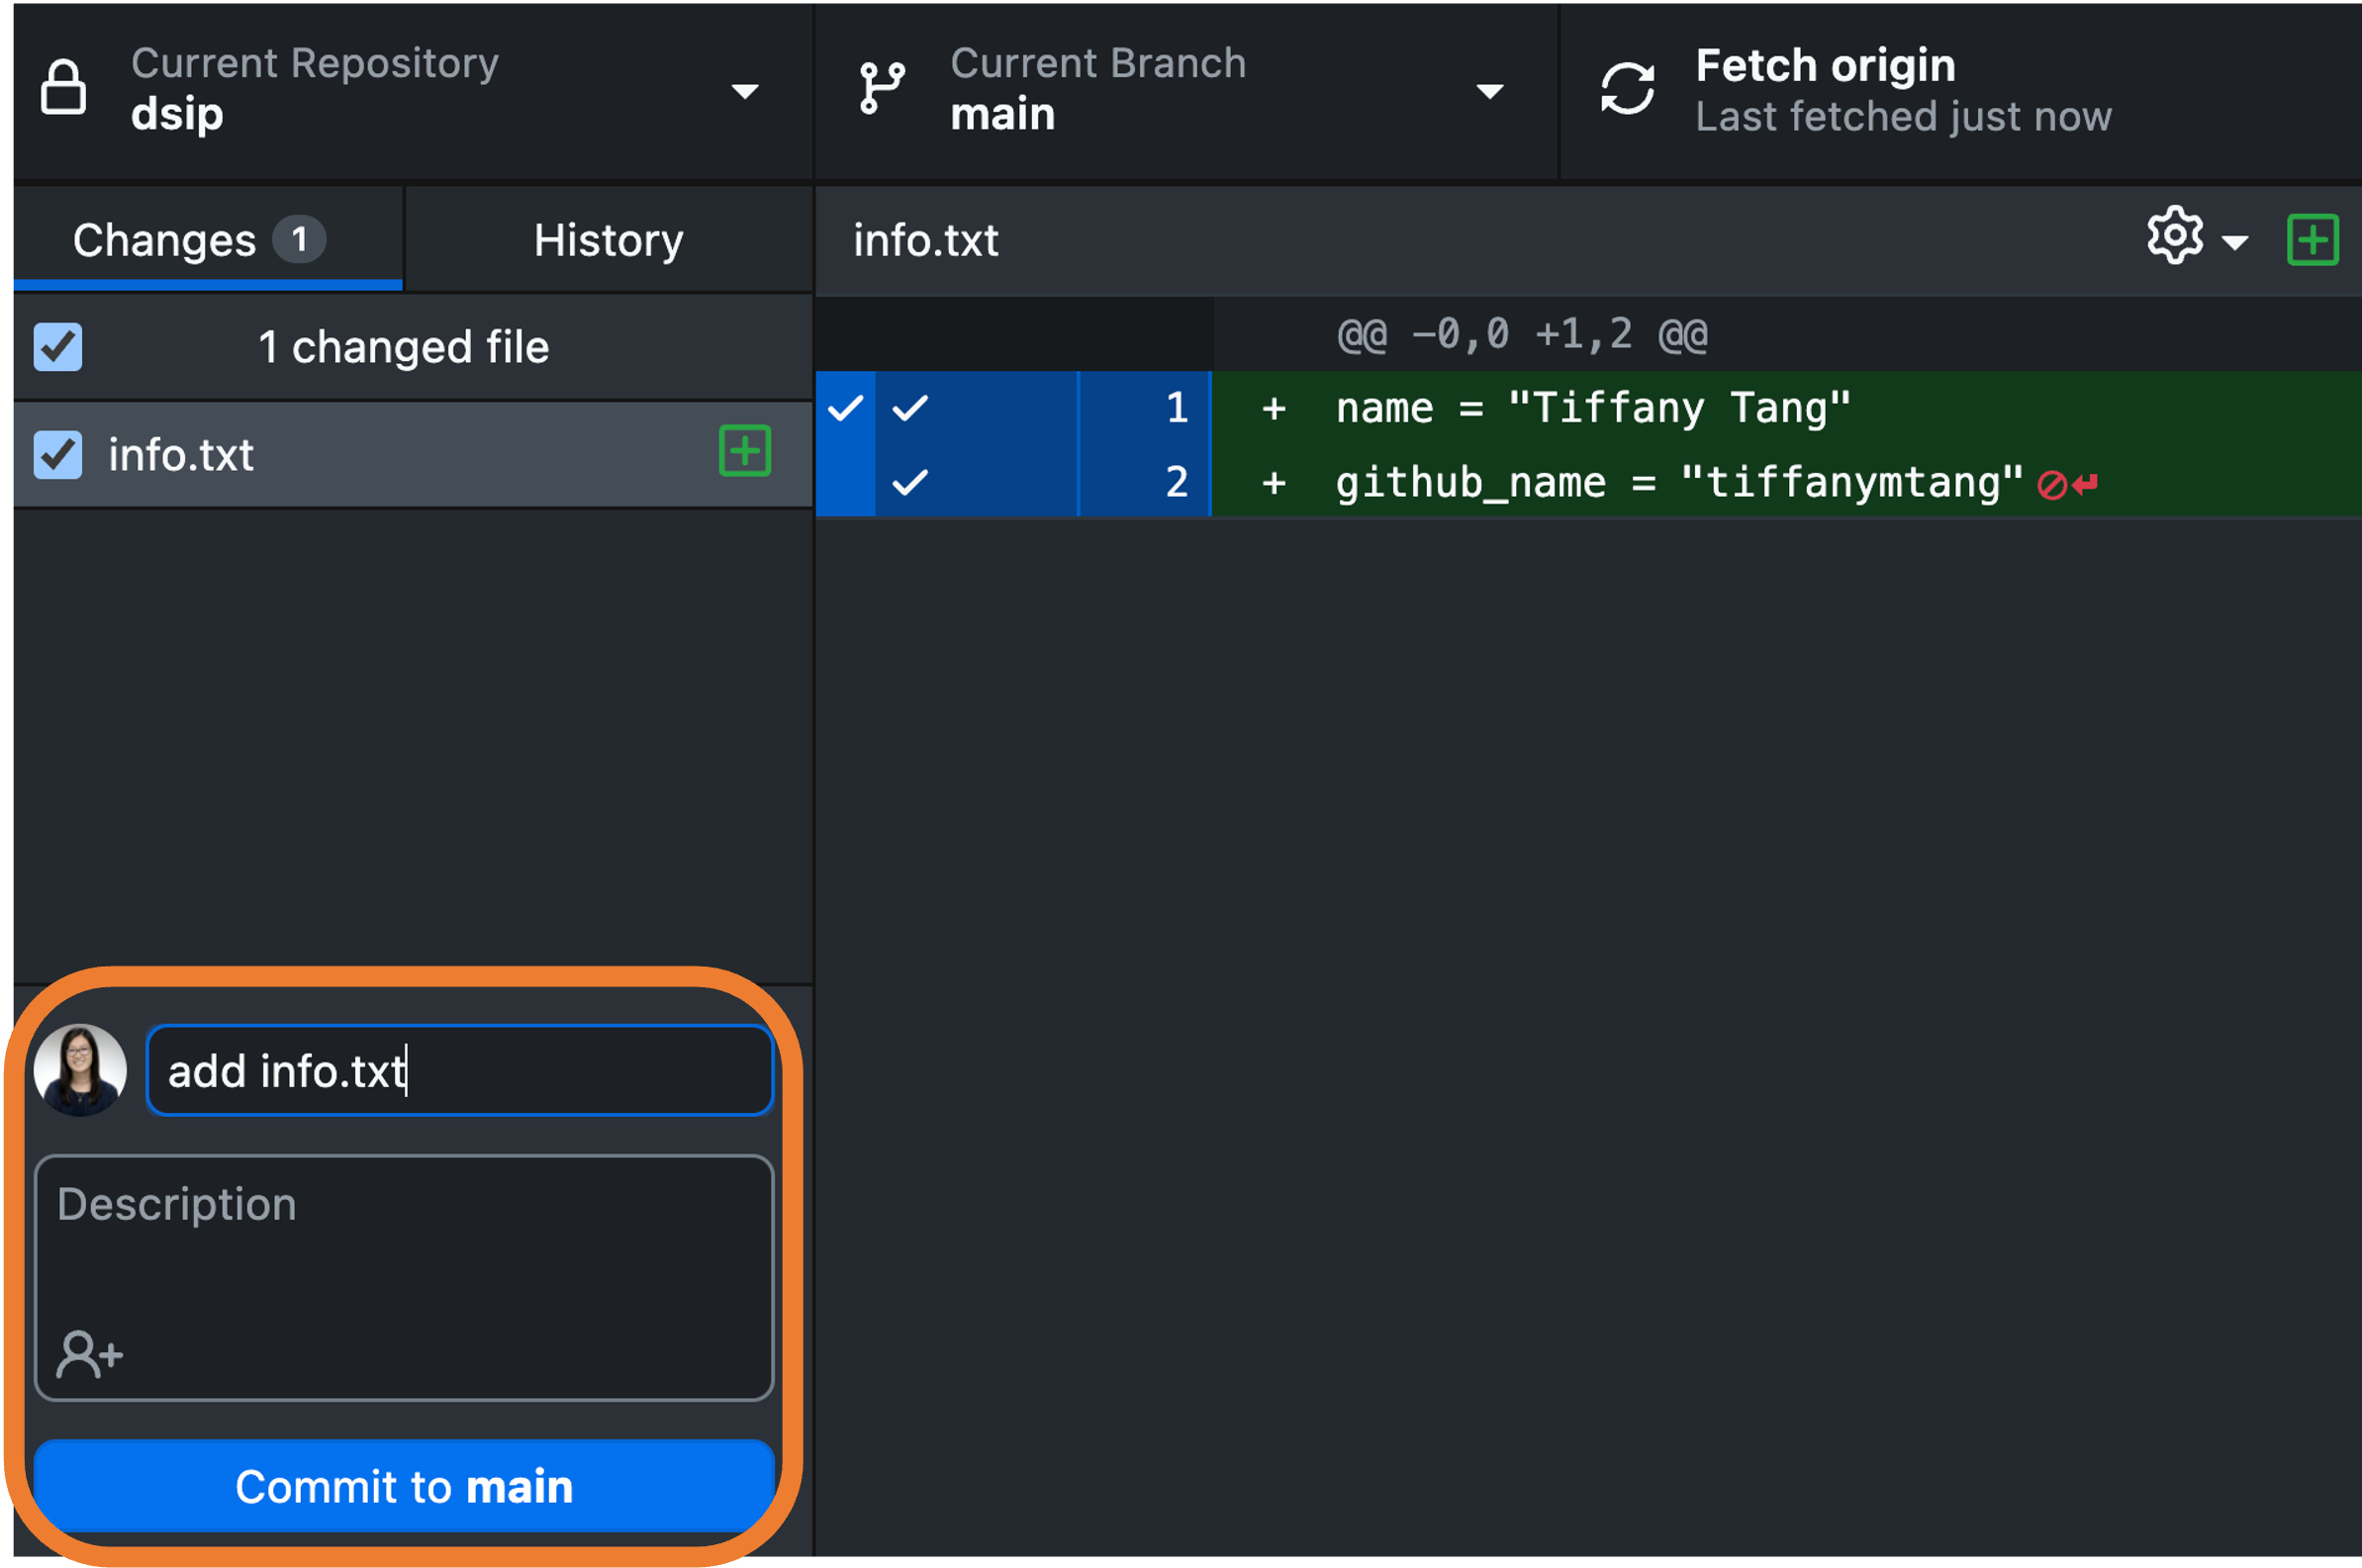 Current Repository
dsip
Current Branch
main
Fetch origin
Last fetched just now
Changes 1
History
info.txt
1 changed file
info.txt
@@ -0,0 +1,2 @@
1 + name = "Tiffany Tang"
2 + github_name = "tiffanymtang"
add info.txt
Description
Commit to main